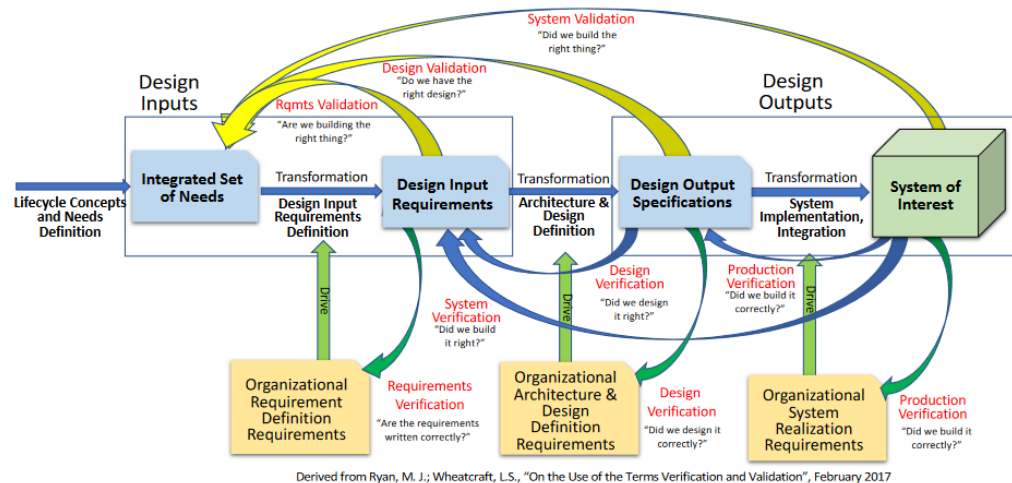 System Validation
"Did we build the
right thing?"
Design
Inputs
Design Validation
"Do we have the
right design?"
Design
Outputs
Rqmts Validation
"Are we building the
right thing?"
Integrated Set
of Needs
Transformation
Design Input
Requirements
Transformation
Design Output
Specifications
Transformation
System of
Interest
Lifecycle Concepts
and Needs
Definition
Design Input
Requirements
Definition
Architecture &
Design
Definition
System
Implementation,
Integration
Drive
System
Verification
"Did we build
it right?"
Drive
Design
Verification
"Did we design
it right?"
Production
Verification
"Did we build it
correctly?"
Drive
Organizational
Requirement
Definition
Requirements
Requirements
Verification
"Are the requirements
written correctly?"
Organizational
Architecture &
Design
Definition
Requirements
Design
Verification
"Did we design it
correctly?"
Organizational
System
Realization
Requirements
Production
Verification
"Did we build it
correctly?"
Derived from Ryan, M. J.; Wheatcraft, L.S., "On the Use of the Terms Verification and Validation", February 2017